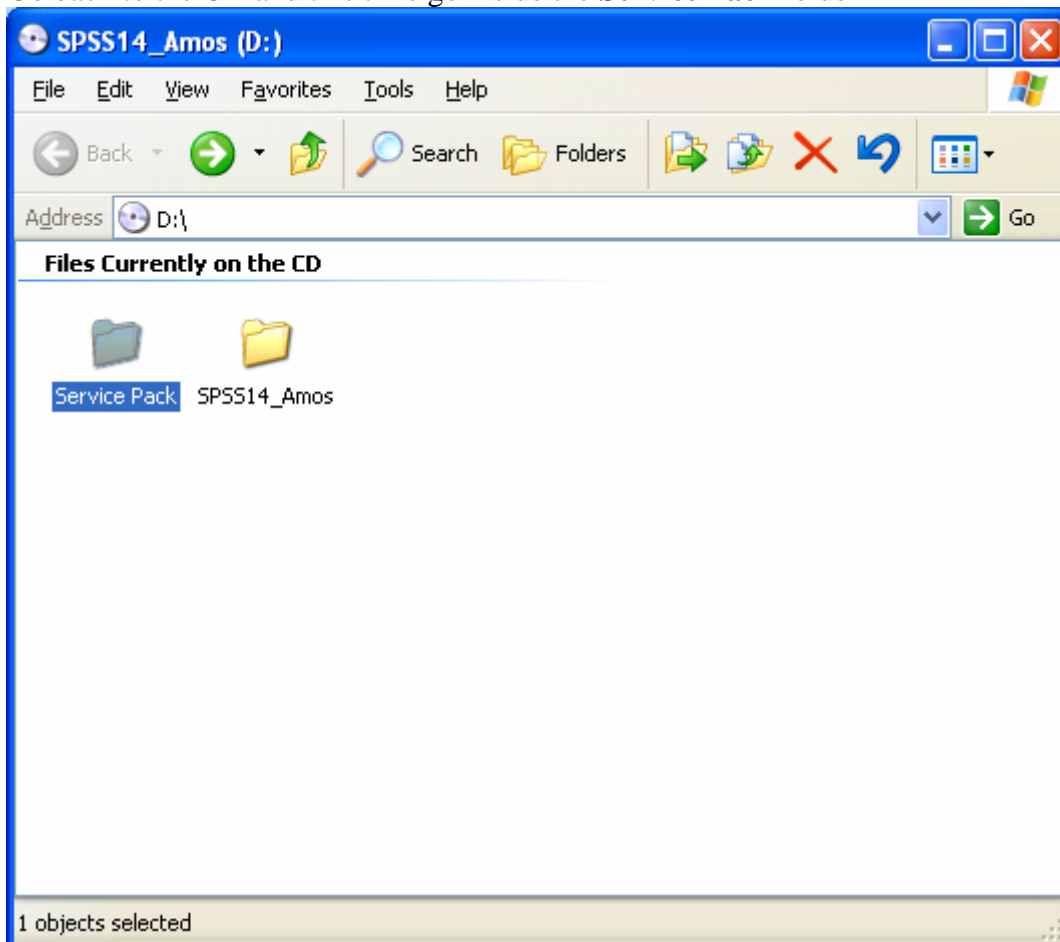 SPSS14_Amos (D:)
File Edit View Favorites Tools Help
Back Search Folders
Address D:\ Go
Files Currently on the CD
Service Pack SPSS14_Amos
1 objects selected